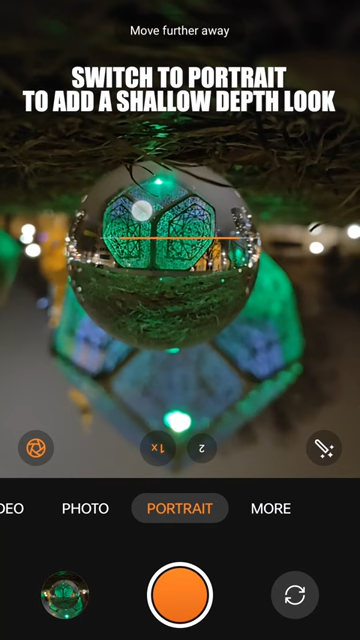 Move further away
SWITCH TO PORTRAIT
TO ADD A SHALLOW DEPTH LOOK
1x
2
DEO
PHOTO
PORTRAIT
MORE